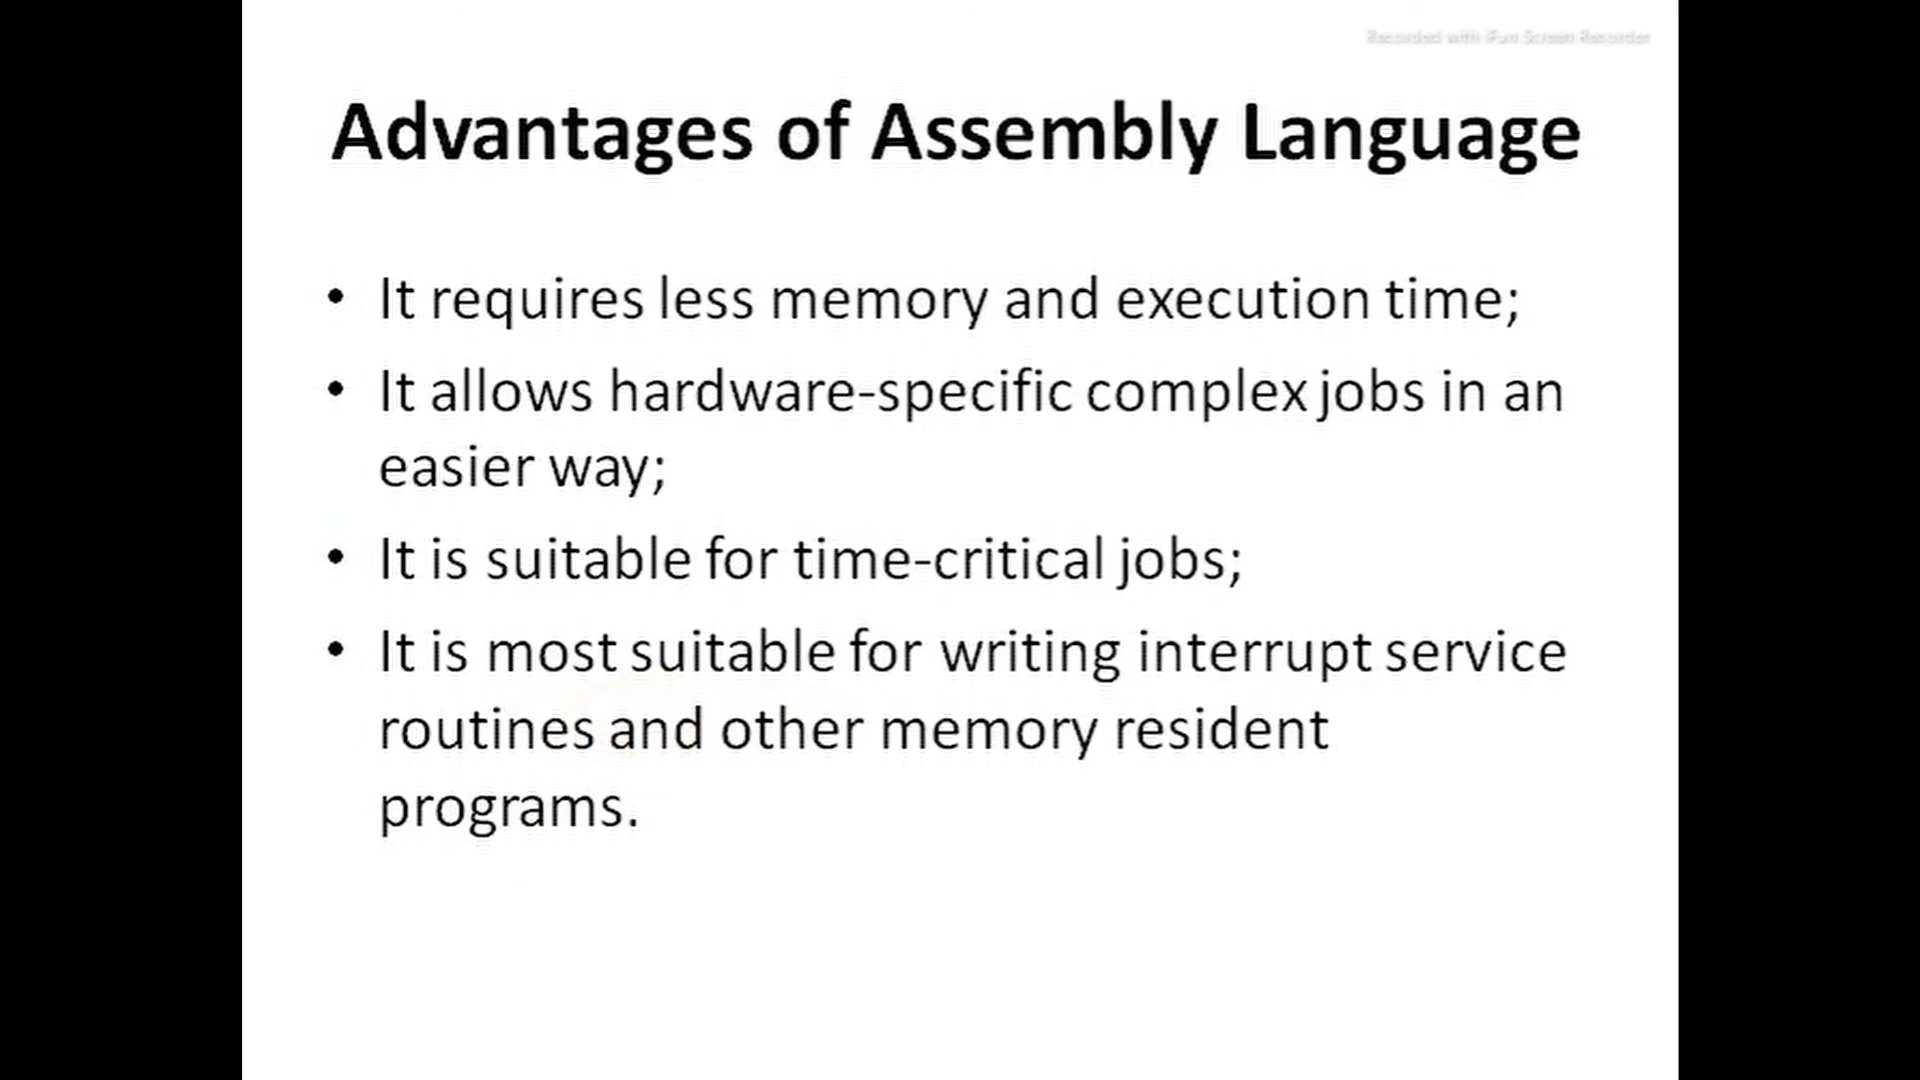 Recorded with iFun Screen Recorder
Advantages of Assembly Language
• It requires less memory and execution time;
• It allows hardware-specific complex jobs in an
easier way;
• It is suitable for time-critical jobs;
• It is most suitable for writing interrupt service
routines and other memory resident
programs.